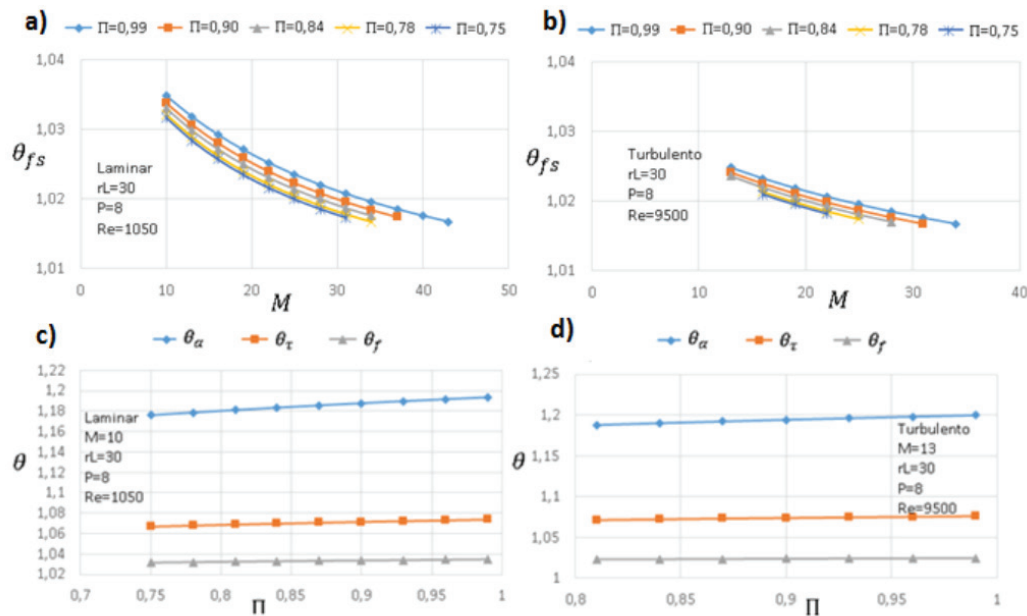 a)
Π=0,99 Π=0,90 Π=0,84 Π=0,78 Π=0,75
1,04
1,03
1,02
1,01
θfs
Laminar
rL=30
P=8
Re=1050
0 10 20 30 40 50
M
b)
Π=0,99 Π=0,90 Π=0,84 Π=0,78 Π=0,75
1,04
1,03
1,02
1,01
θfs
Turbulento
rL=30
P=8
Re=9500
0 10 20 30 40
M
c)
θα θτ θf
1,22
1,2
1,18
1,16
1,14
1,12
1,1
1,08
1,06
1,04
1,02
θ
Laminar
M=10
rL=30
P=8
Re=1050
0,7 0,75 0,8 0,85 0,9 0,95 1
Π
d)
θα θτ θf
1,25
1,2
1,15
1,1
1,05
1
θ
Turbulento
M=13
rL=30
P=8
Re=9500
0,8 0,85 0,9 0,95 1
Π